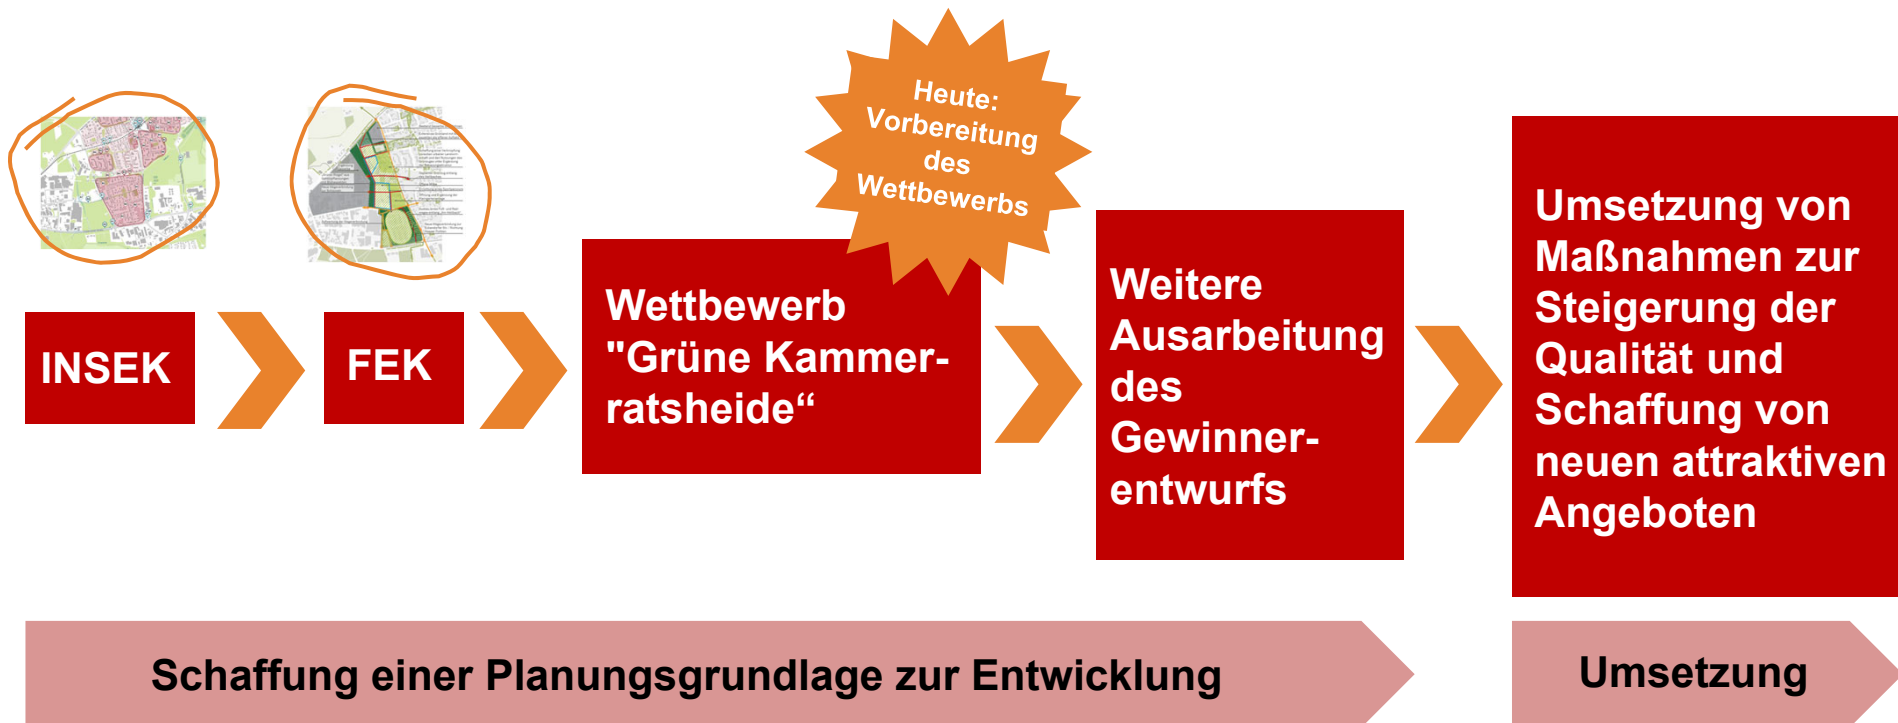 Heute:
Vorbereitung
des
Wettbewerbs
INSEK
FEK
Wettbewerb
"Grüne Kammer-
ratsheide“
Weitere
Ausarbeitung
des
Gewinner-
entwurfs
Umsetzung von
Maßnahmen zur
Steigerung der
Qualität und
Schaffung von
neuen attraktiven
Angeboten
Schaffung einer Planungsgrundlage zur Entwicklung
Umsetzung